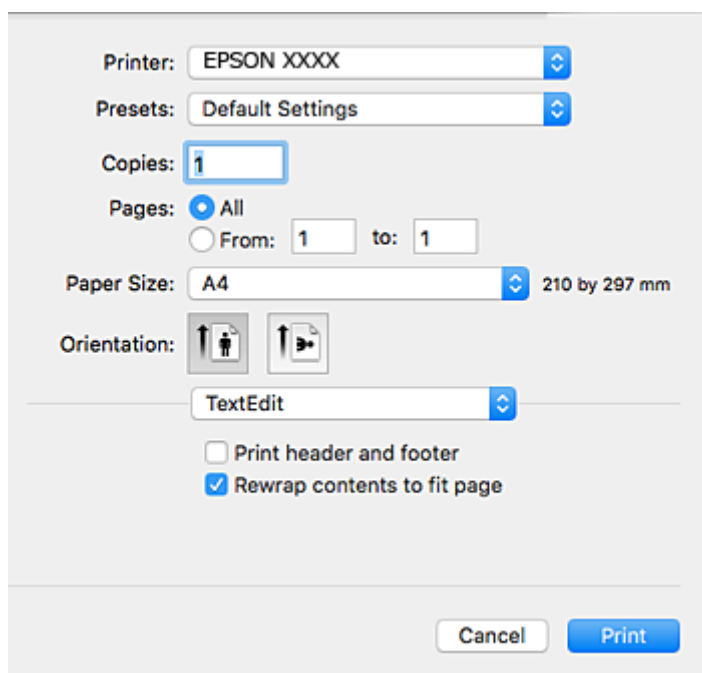 Printer: EPSON XXXX
Presets: Default Settings
Copies: 1
Pages: All
From: 1 to: 1
Paper Size: A4 210 by 297 mm
Orientation:
TextEdit
Print header and footer
Rewrap contents to fit page
Cancel Print